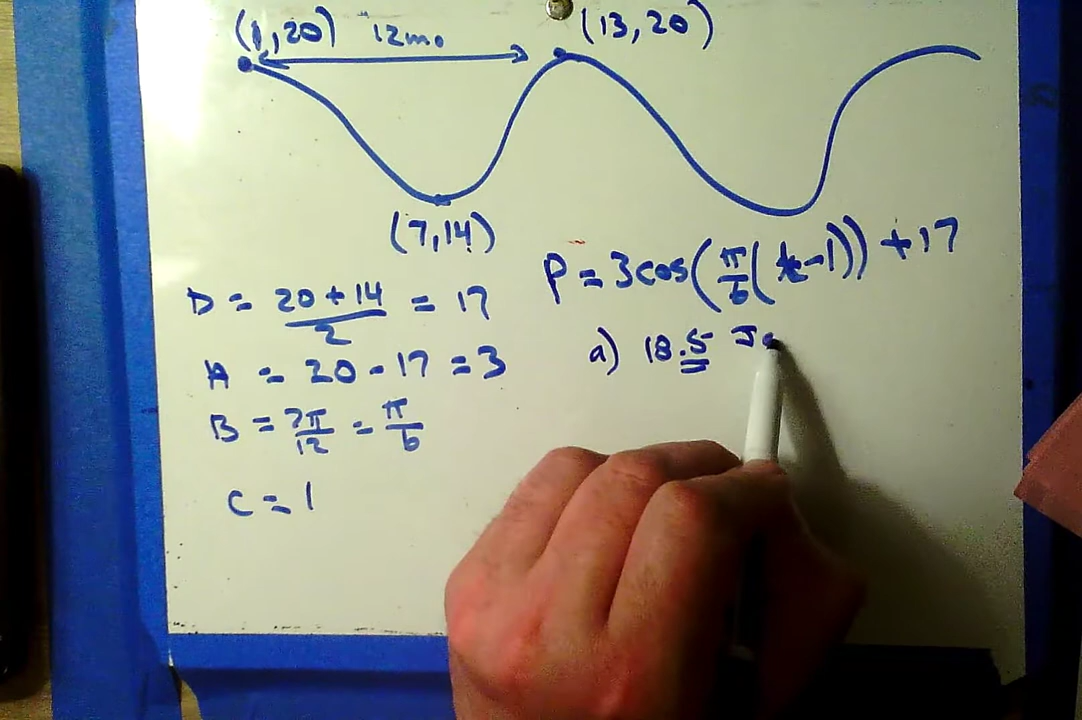 (1,20) 12mo (13,20)
(7,14)
P = 3cos(π/6(t-1)) + 17
D = 20+14/2 = 17
a) 18.5
A = 20 - 17 = 3
B = 2π/12 = π/6
C = 1